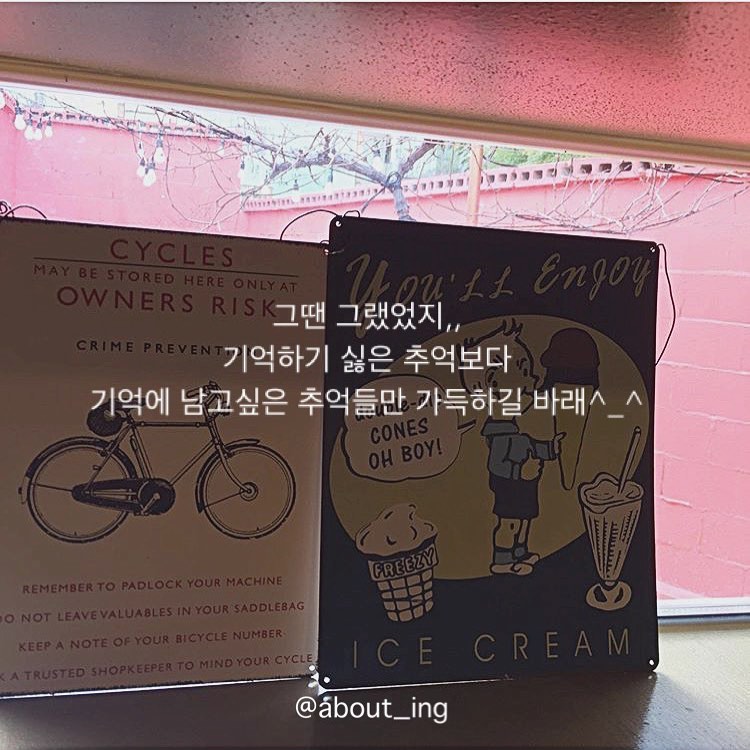 CYCLES
MAY BE STORED HERE ONLY AT
OWNERS RISK
CRIME PREVENTION
REMEMBER TO PADLOCK YOUR MACHINE
DO NOT LEAVE VALUABLES IN YOUR SADDLEBAG
KEEP A NOTE OF YOUR BICYCLE NUMBER
A TRUSTED SHOPKEEPER TO MIND YOUR CYCLE
YOU'LL ENJOY
CONES
OH BOY!
FREEZY
ICE CREAM
그땐 그랬었지,,
기억하기 싫은 추억보다
기억에 남고싶은 추억들만 가득하길 바래^_^
@about_ing